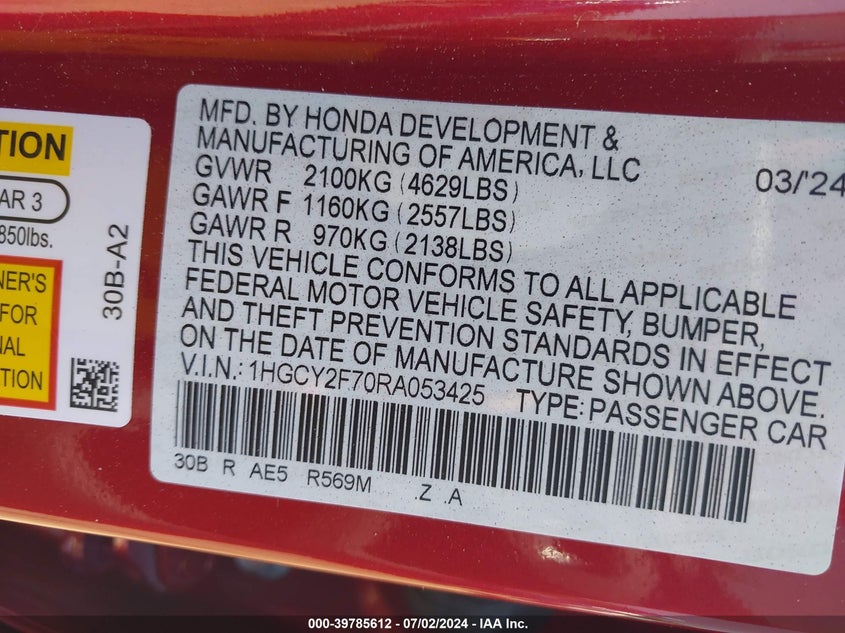 TION
AR 3
850lbs.
NER'S
FOR
NAL
TION
30B-A2
MFD. BY HONDA DEVELOPMENT &
MANUFACTURING OF AMERICA, LLC 03/'24
GVWR 2100KG (4629LBS)
GAWR F 1160KG (2557LBS)
GAWR R 970KG (2138LBS)
THIS VEHICLE CONFORMS TO ALL APPLICABLE
FEDERAL MOTOR VEHICLE SAFETY, BUMPER,
AND THEFT PREVENTION STANDARDS IN EFFECT
ON THE DATE OF MANUFACTURE SHOWN ABOVE.
V.I.N.: 1HGCY2F70RA053425 TYPE: PASSENGER CAR
30B R AE5 R569M .Z .A
000-39785612 / 07/02/2024 - IAA Inc.